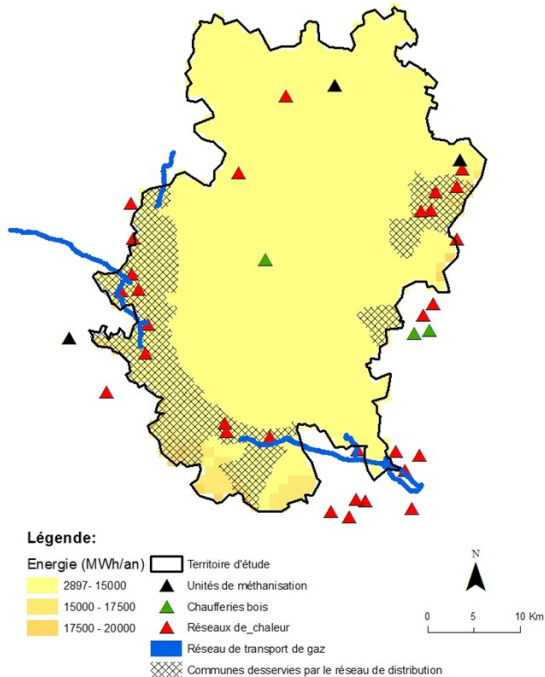 Légende:
Energie (MWh/an)
2897- 15000
15000 - 17500
17500 - 20000
Territoire d'étude
Unités de méthanisation
Chaufferies bois
Réseaux de_chaleur
Réseau de transport de gaz
Communes desservies par le réseau de distribution
N
0 5 10 Km